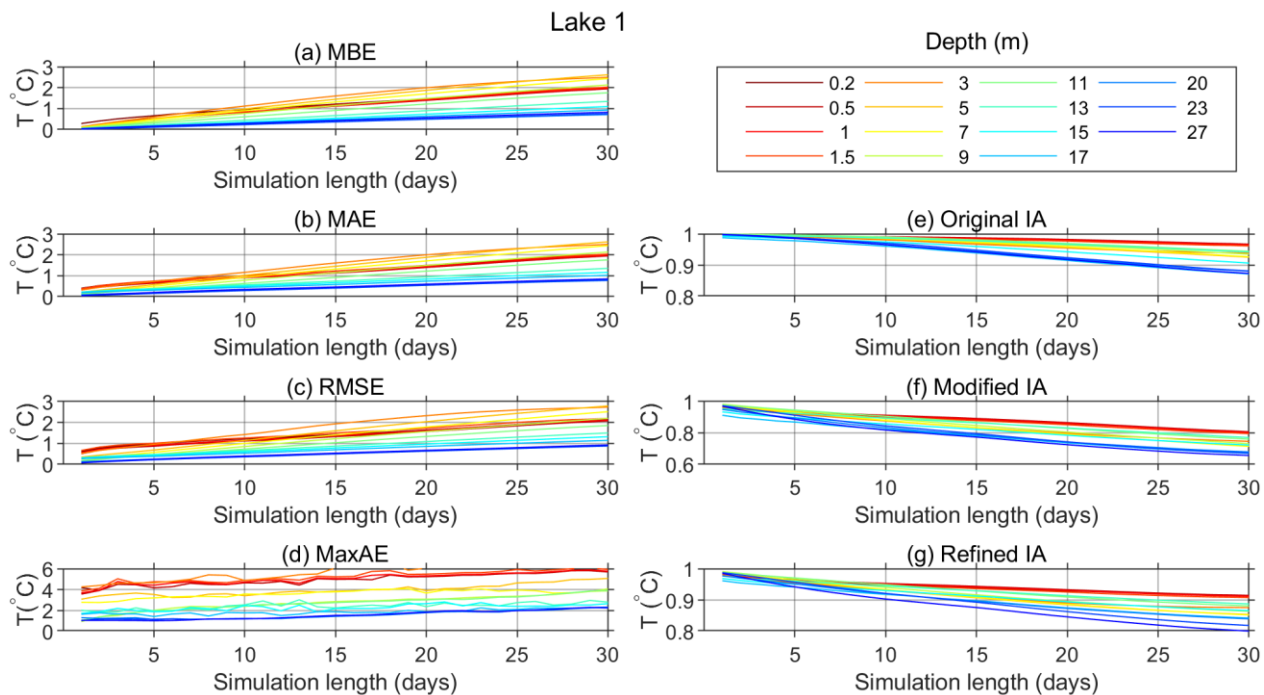 Lake 1
(a) MBE
T (°C)
3
2
1
0
5 10 15 20 25 30
Simulation length (days)
Depth (m)
0.2 3 11 20
0.5 5 13 23
1 7 15 27
1.5 9 17
(b) MAE
T (°C)
3
2
1
0
5 10 15 20 25 30
Simulation length (days)
(e) Original IA
T (°C)
1
0.9
0.8
5 10 15 20 25 30
Simulation length (days)
(c) RMSE
T (°C)
3
2
1
0
5 10 15 20 25 30
Simulation length (days)
(f) Modified IA
T (°C)
1
0.8
0.6
5 10 15 20 25 30
Simulation length (days)
(d) MaxAE
T (°C)
6
4
2
0
5 10 15 20 25 30
Simulation length (days)
(g) Refined IA
T (°C)
1
0.9
0.8
5 10 15 20 25 30
Simulation length (days)